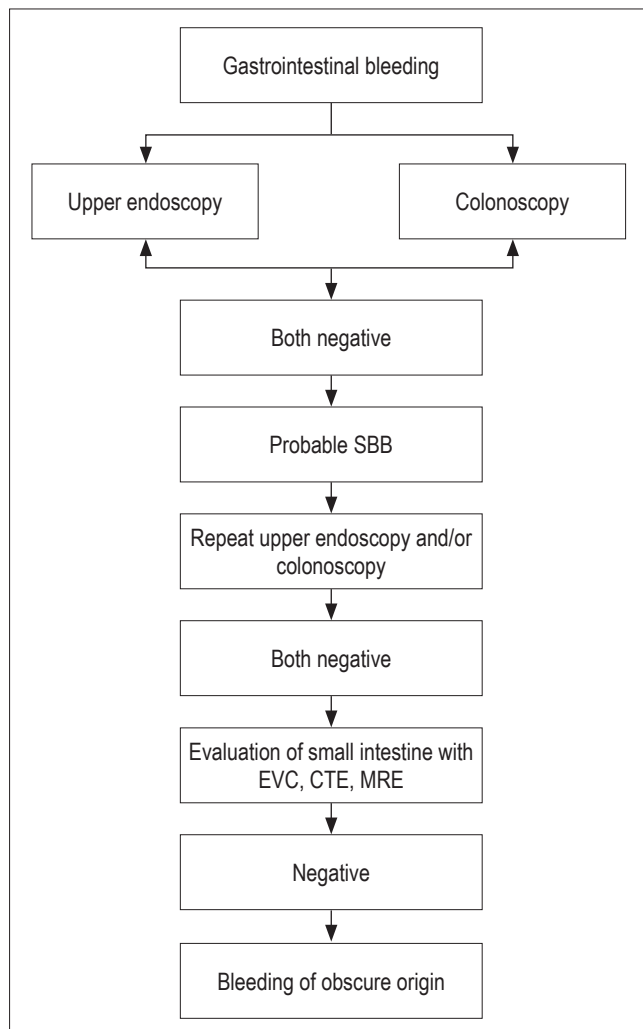 Gastrointestinal bleeding
Upper endoscopy
Colonoscopy
Both negative
Probable SBB
Repeat upper endoscopy and/or
colonoscopy
Both negative
Evaluation of small intestine with
EVC, CTE, MRE
Negative
Bleeding of obscure origin